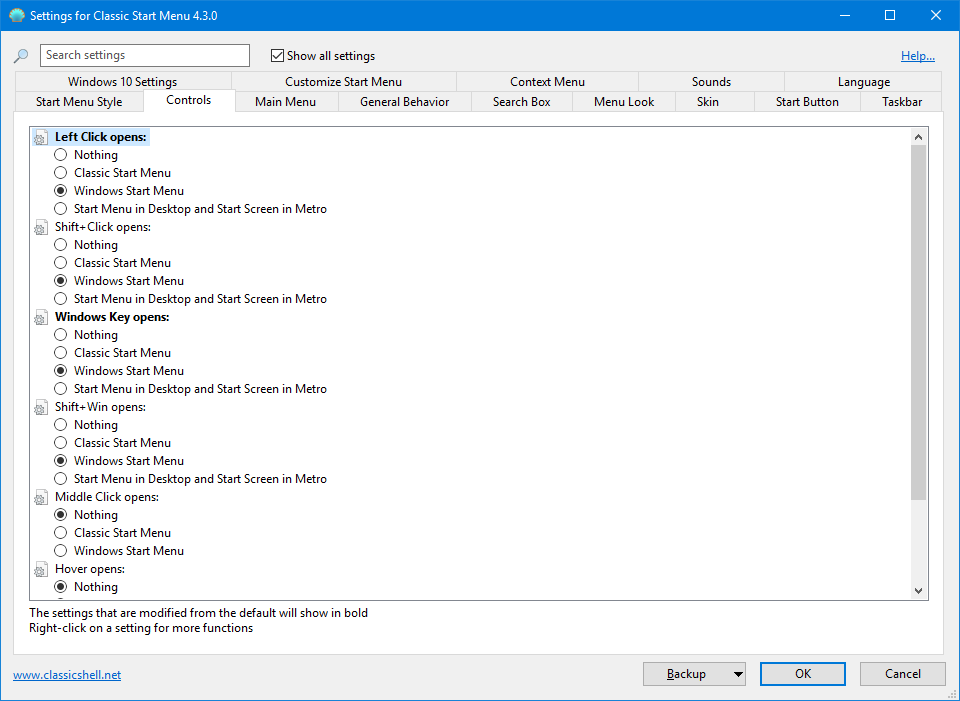 Settings for Classic Start Menu 4.3.0
Search settings
Show all settings
Help...
Windows 10 Settings
Customize Start Menu
Context Menu
Sounds
Language
Start Menu Style
Controls
Main Menu
General Behavior
Search Box
Menu Look
Skin
Start Button
Taskbar
Left Click opens:
Nothing
Classic Start Menu
Windows Start Menu
Start Menu in Desktop and Start Screen in Metro
Shift+Click opens:
Nothing
Classic Start Menu
Windows Start Menu
Start Menu in Desktop and Start Screen in Metro
Windows Key opens:
Nothing
Classic Start Menu
Windows Start Menu
Start Menu in Desktop and Start Screen in Metro
Shift+Win opens:
Nothing
Classic Start Menu
Windows Start Menu
Start Menu in Desktop and Start Screen in Metro
Middle Click opens:
Nothing
Classic Start Menu
Windows Start Menu
Hover opens:
Nothing
The settings that are modified from the default will show in bold
Right-click on a setting for more functions
www.classicshell.net
Backup
OK
Cancel